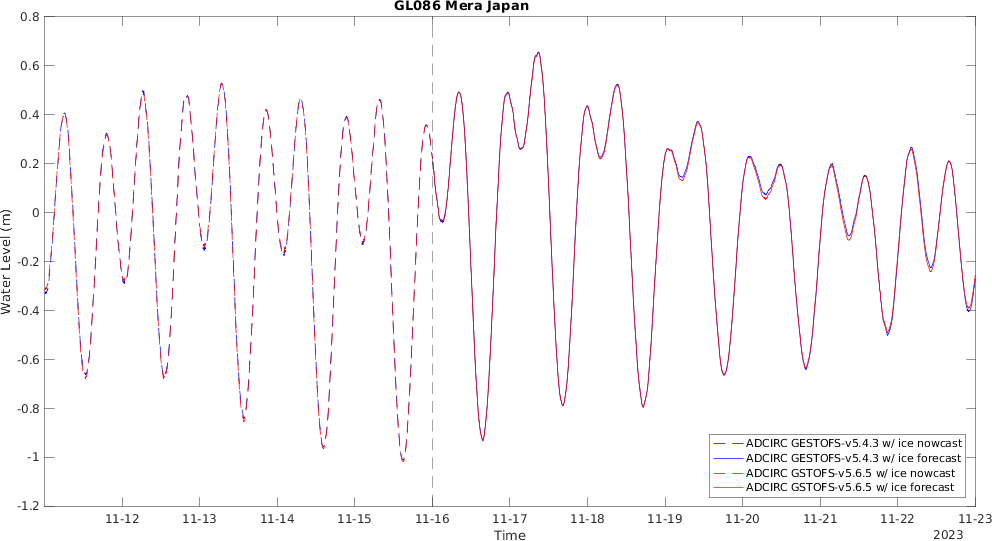 GL086 Mera Japan
0.8
0.6
0.4
0.2
0
-0.2
-0.4
-0.6
-0.8
-1
-1.2
Water Level (m)
ADCIRC GESTOFS-v5.4.3 w/ ice nowcast
ADCIRC GESTOFS-v5.4.3 w/ ice forecast
ADCIRC GSTOFS-v5.6.5 w/ ice nowcast
ADCIRC GSTOFS-v5.6.5 w/ ice forecast
11-12 11-13 11-14 11-15 11-16 11-17 11-18 11-19 11-20 11-21 11-22 11-23
Time
2023